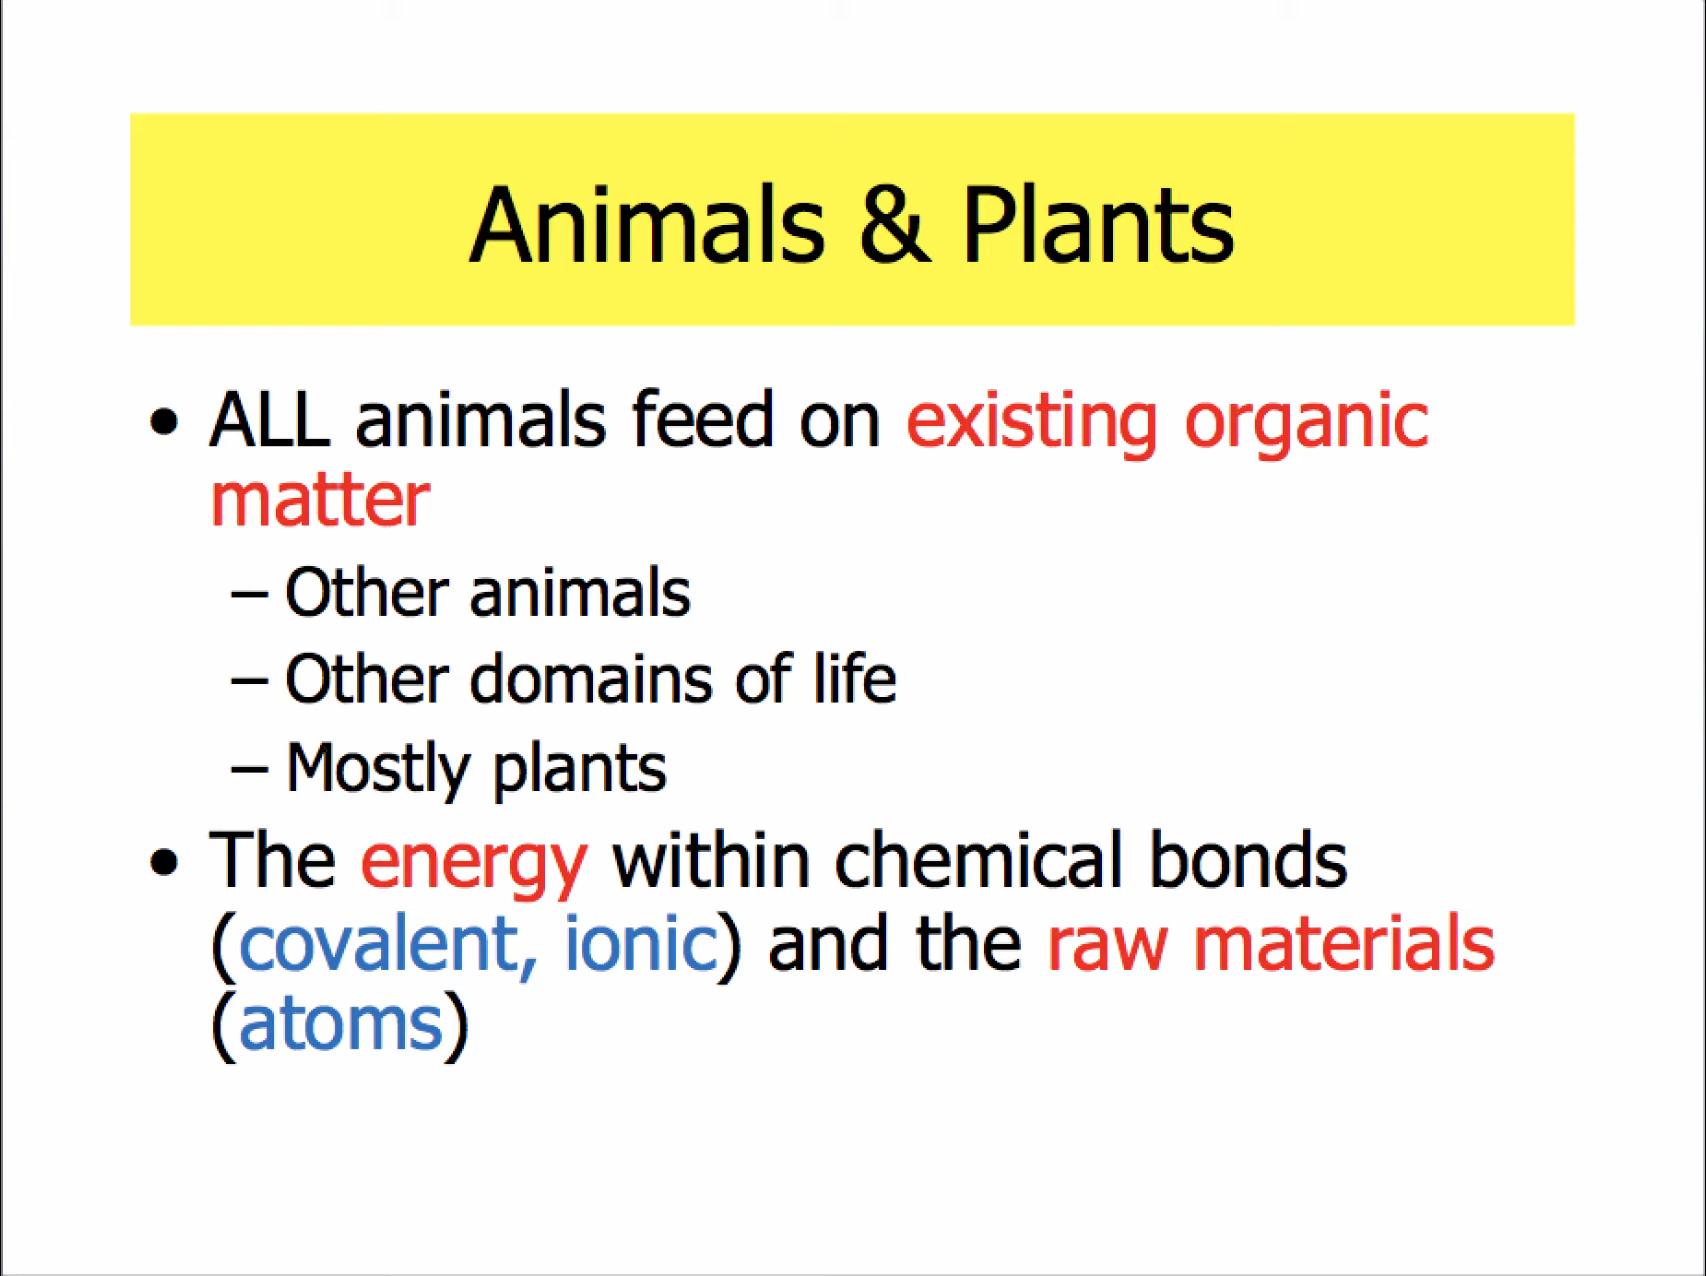 Animals & Plants
• ALL animals feed on existing organic
matter
– Other animals
– Other domains of life
– Mostly plants
• The energy within chemical bonds
(covalent, ionic) and the raw materials
(atoms)